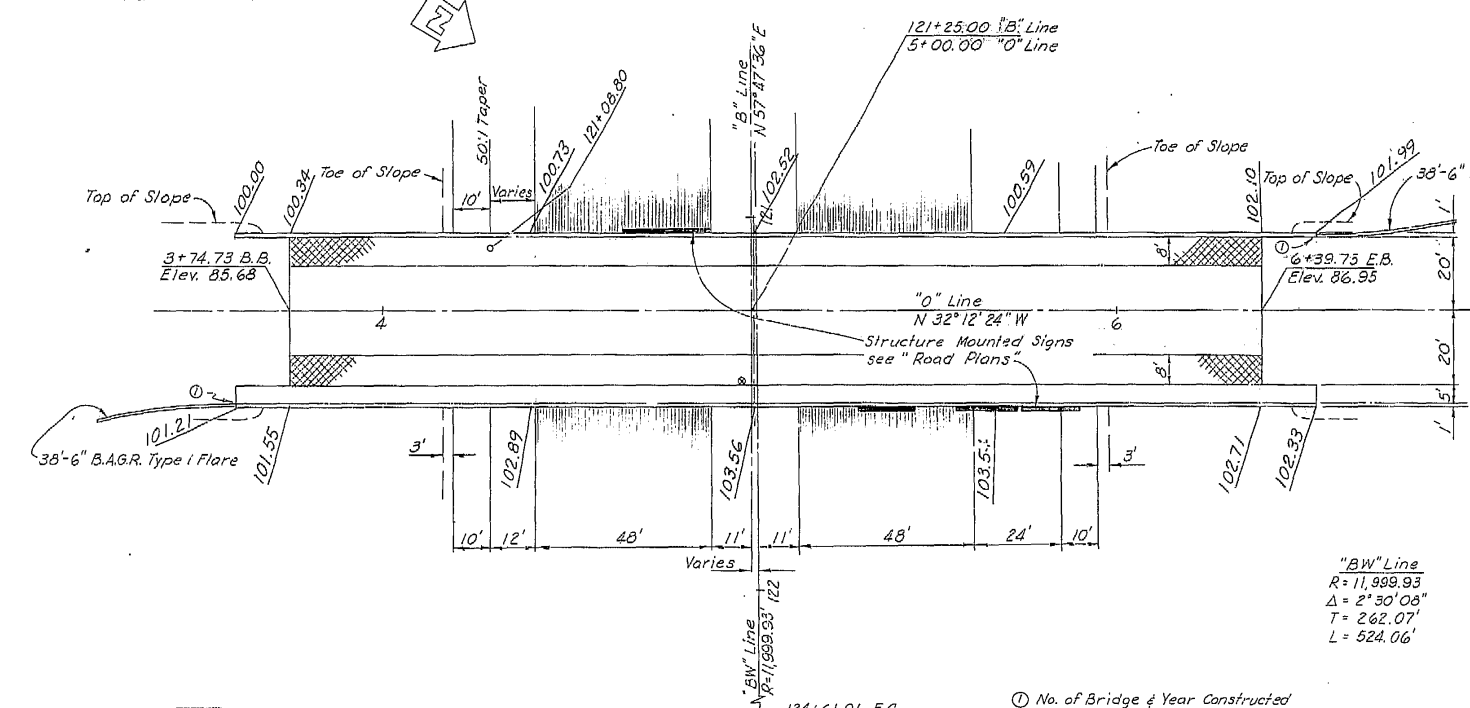 N
121+25.00 "B" Line
5+00.00 "O" Line
"B" Line
N 57° 47' 36" E
50:1 Taper
121+08.80
100.73
102.52
121
100.59
Toe of Slope
101.99
38'-6"
1'
Top of Slope
100.00
100.34
Toe of Slope
10'
Varies
102.10
Top of Slope
3+74.73 B.B.
Elev. 85.68
8'
①
6+39.73 E.B.
Elev. 86.95
20'
"O" Line
N 32° 12' 24" W
4
6
Structure Mounted Signs
see "Road Plans"
20'
8'
5'
1'
①
101.21
101.55
38'-6" B.A.G.R. Type 1 Flare
3'
102.89
103.56
102.71
102.33
3'
10'
12'
48'
11'
11'
48'
24'
10'
Varies
122
"BW" Line
R=11,999.93'
"BW" Line
R = 11,999.93
Δ = 2° 30' 08"
T = 262.07'
L = 524.06'
① No. of Bridge & Year Constructed